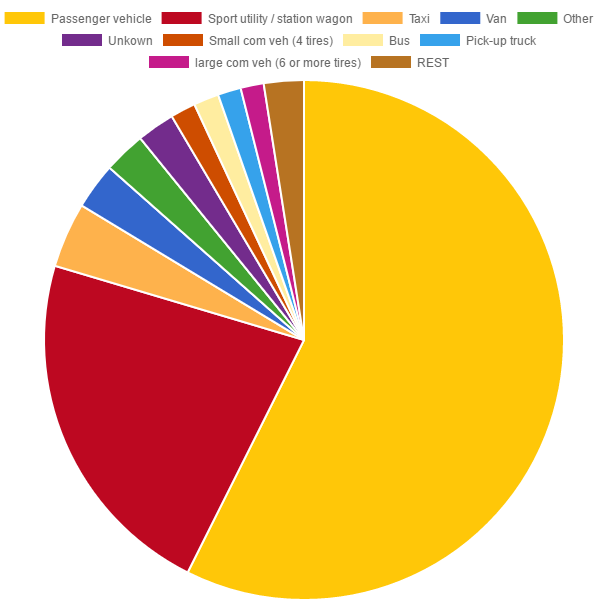 Passenger vehicle Sport utility / station wagon Taxi Van Other
Unkown Small com veh (4 tires) Bus Pick-up truck
large com veh (6 or more tires) REST